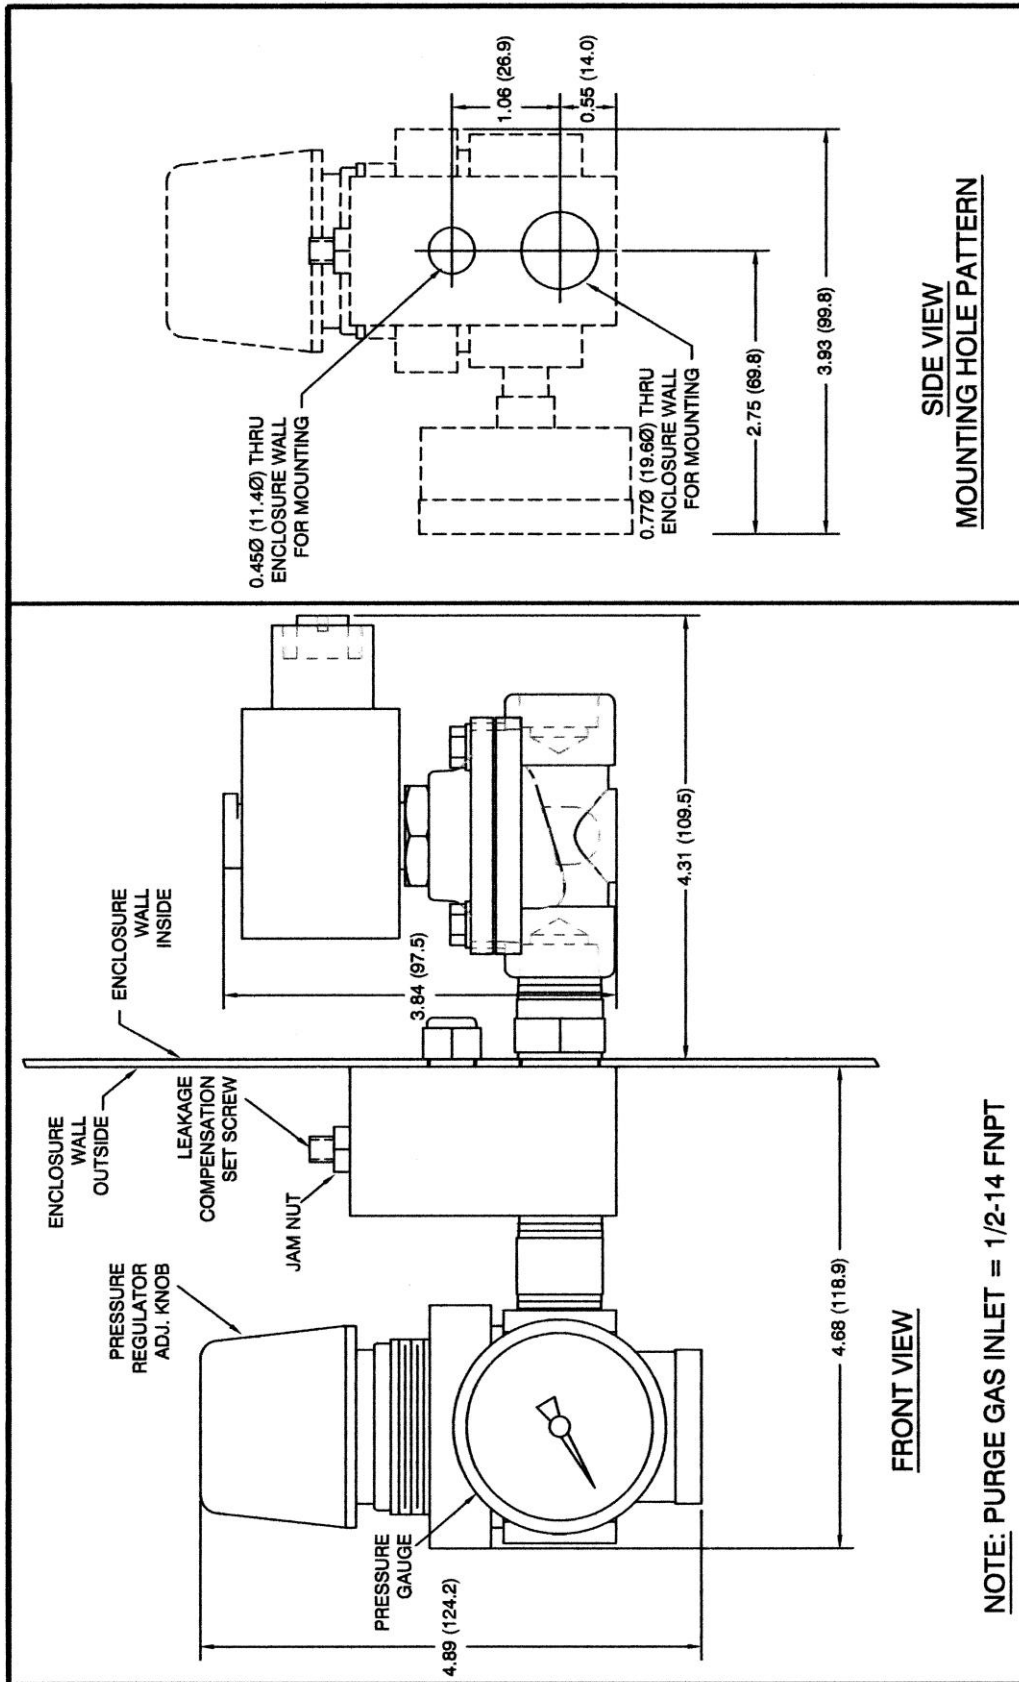 PRESSURE
REGULATOR
ADJ. KNOB
ENCLOSURE
WALL
OUTSIDE
ENCLOSURE
WALL
INSIDE
LEAKAGE
COMPENSATION
SET SCREW
JAM NUT
PRESSURE
GAUGE
4.89 (124.2)
3.84 (97.5)
4.68 (118.9)
4.31 (109.5)
FRONT VIEW
NOTE: PURGE GAS INLET = 1/2-14 FNPT
0.45Ø (11.4Ø) THRU
ENCLOSURE WALL
FOR MOUNTING
0.77Ø (19.6Ø) THRU
ENCLOSURE WALL
FOR MOUNTING
1.06 (26.9)
0.55 (14.0)
2.75 (69.8)
3.93 (99.8)
SIDE VIEW
MOUNTING HOLE PATTERN